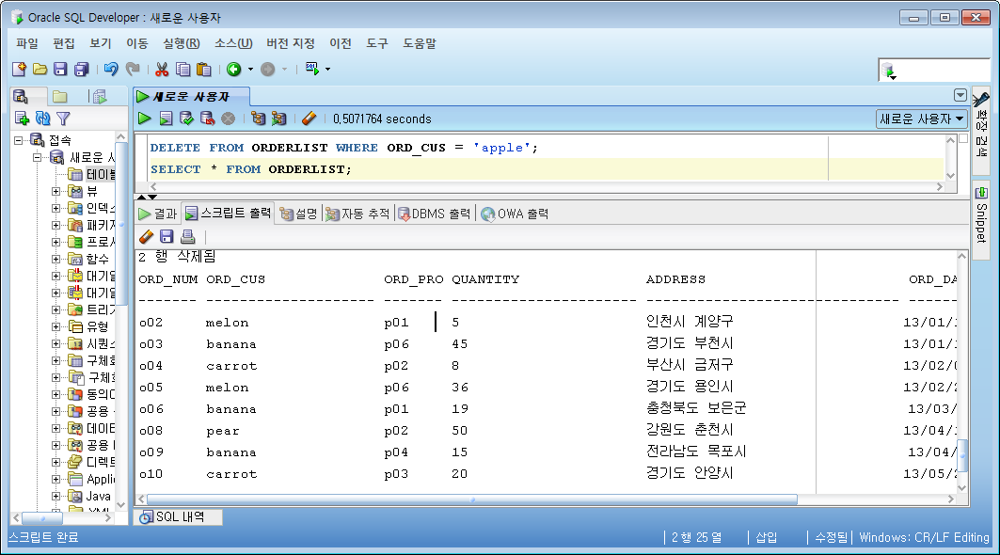 Oracle SQL Developer : 새로운 사용자
파일 편집 보기 이동 실행(R) 소스(U) 버전 지정 이전 도구 도움말
새로운 사용자
0,5071764 seconds
새로운 사용자
DELETE FROM ORDERLIST WHERE ORD_CUS = 'apple';
SELECT * FROM ORDERLIST;
접속
새로운 사
테이블
뷰
인덱스
패키지
프로시
함수
대기열
대기열
트리거
유형
시퀀스
구체화
구체화
동의어
공용
데이터
공용
디렉토
Applic
Java
XML
결과 스크립트 출력 설명 자동 추적 DBMS 출력 OWA 출력
2 행 삭제됨
ORD_NUM ORD_CUS ORD_PRO QUANTITY ADDRESS ORD_DA
------- -------------------- ------- ---------------------- ------------------------------ --------
o02 melon p01 5 인천시 계양구 13/01/
o03 banana p06 45 경기도 부천시 13/01/
o04 carrot p02 8 부산시 금저구 13/02/
o05 melon p06 36 경기도 용인시 13/02/
o06 banana p01 19 충청북도 보은군 13/03/
o08 pear p02 50 강원도 춘천시 13/04/
o09 banana p04 15 전라남도 목포시 13/04/
o10 carrot p03 20 경기도 안양시 13/05/
SQL 내역
확장 검색
Snippet
스크립트 완료
2 행 25 열 삽입 수정됨 Windows: CR/LF Editing